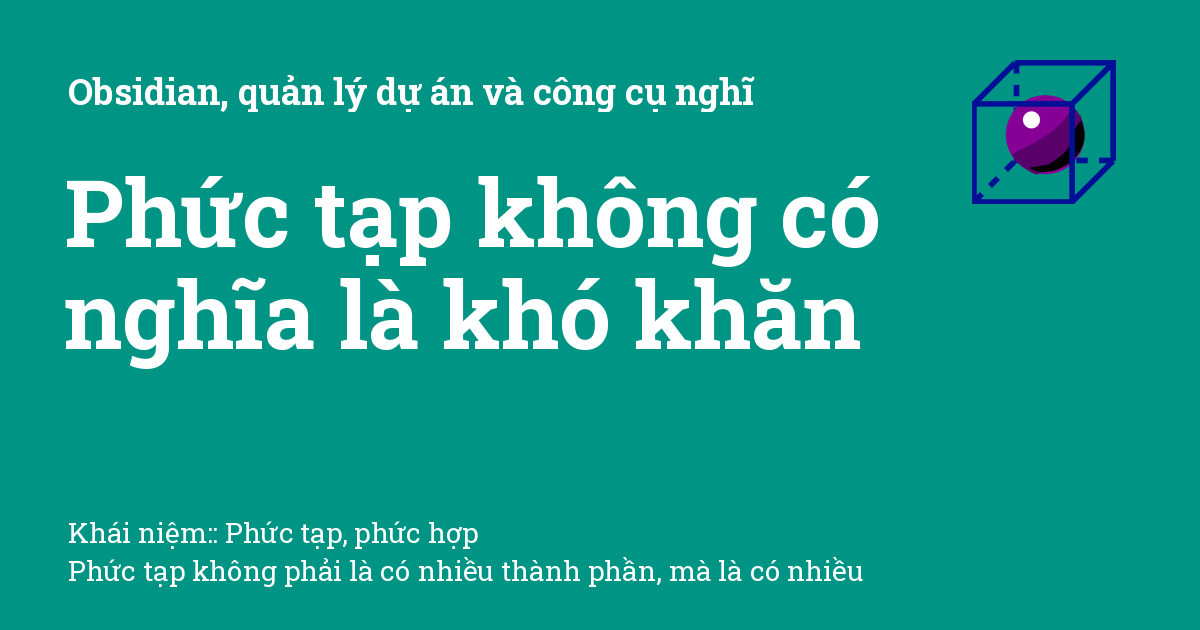 Obsidian, quản lý dự án và công cụ nghĩ
Phức tạp không có
nghĩa là khó khăn
Khái niệm:: Phức tạp, phức hợp
Phức tạp không phải là có nhiều thành phần, mà là có nhiều